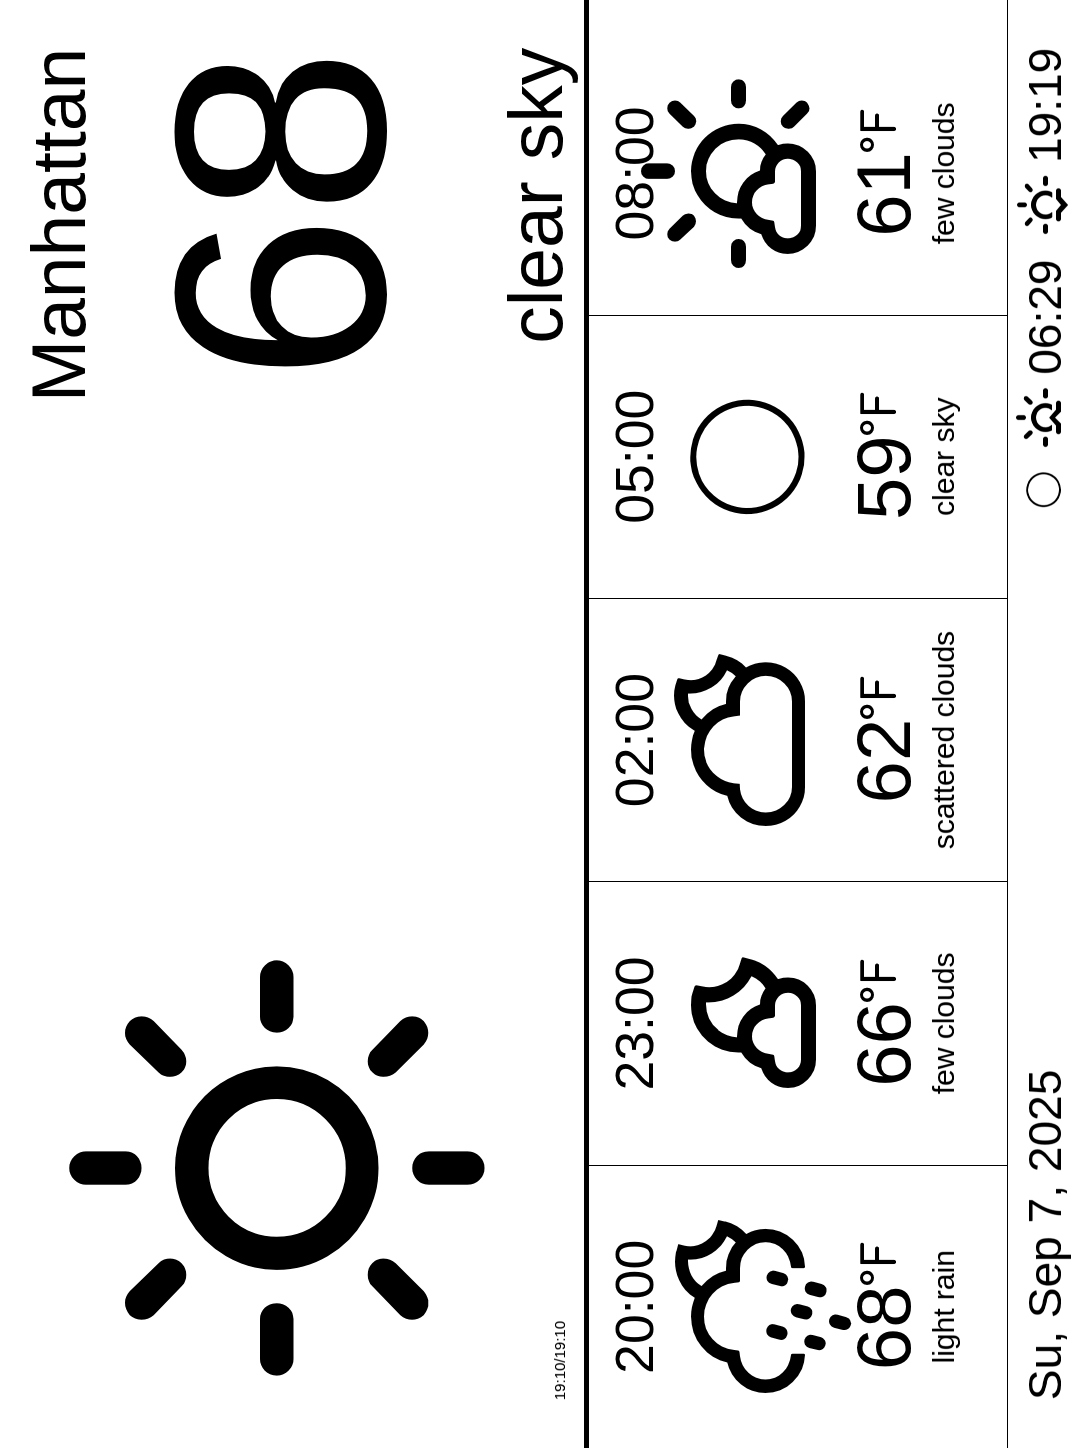 Manhattan
68
clear sky
19:10/19:10
20:00
68°F
light rain
23:00
66°F
few clouds
02:00
62°F
scattered clouds
05:00
59°F
clear sky
08:00
61°F
few clouds
Su, Sep 7, 2025
06:29
19:19